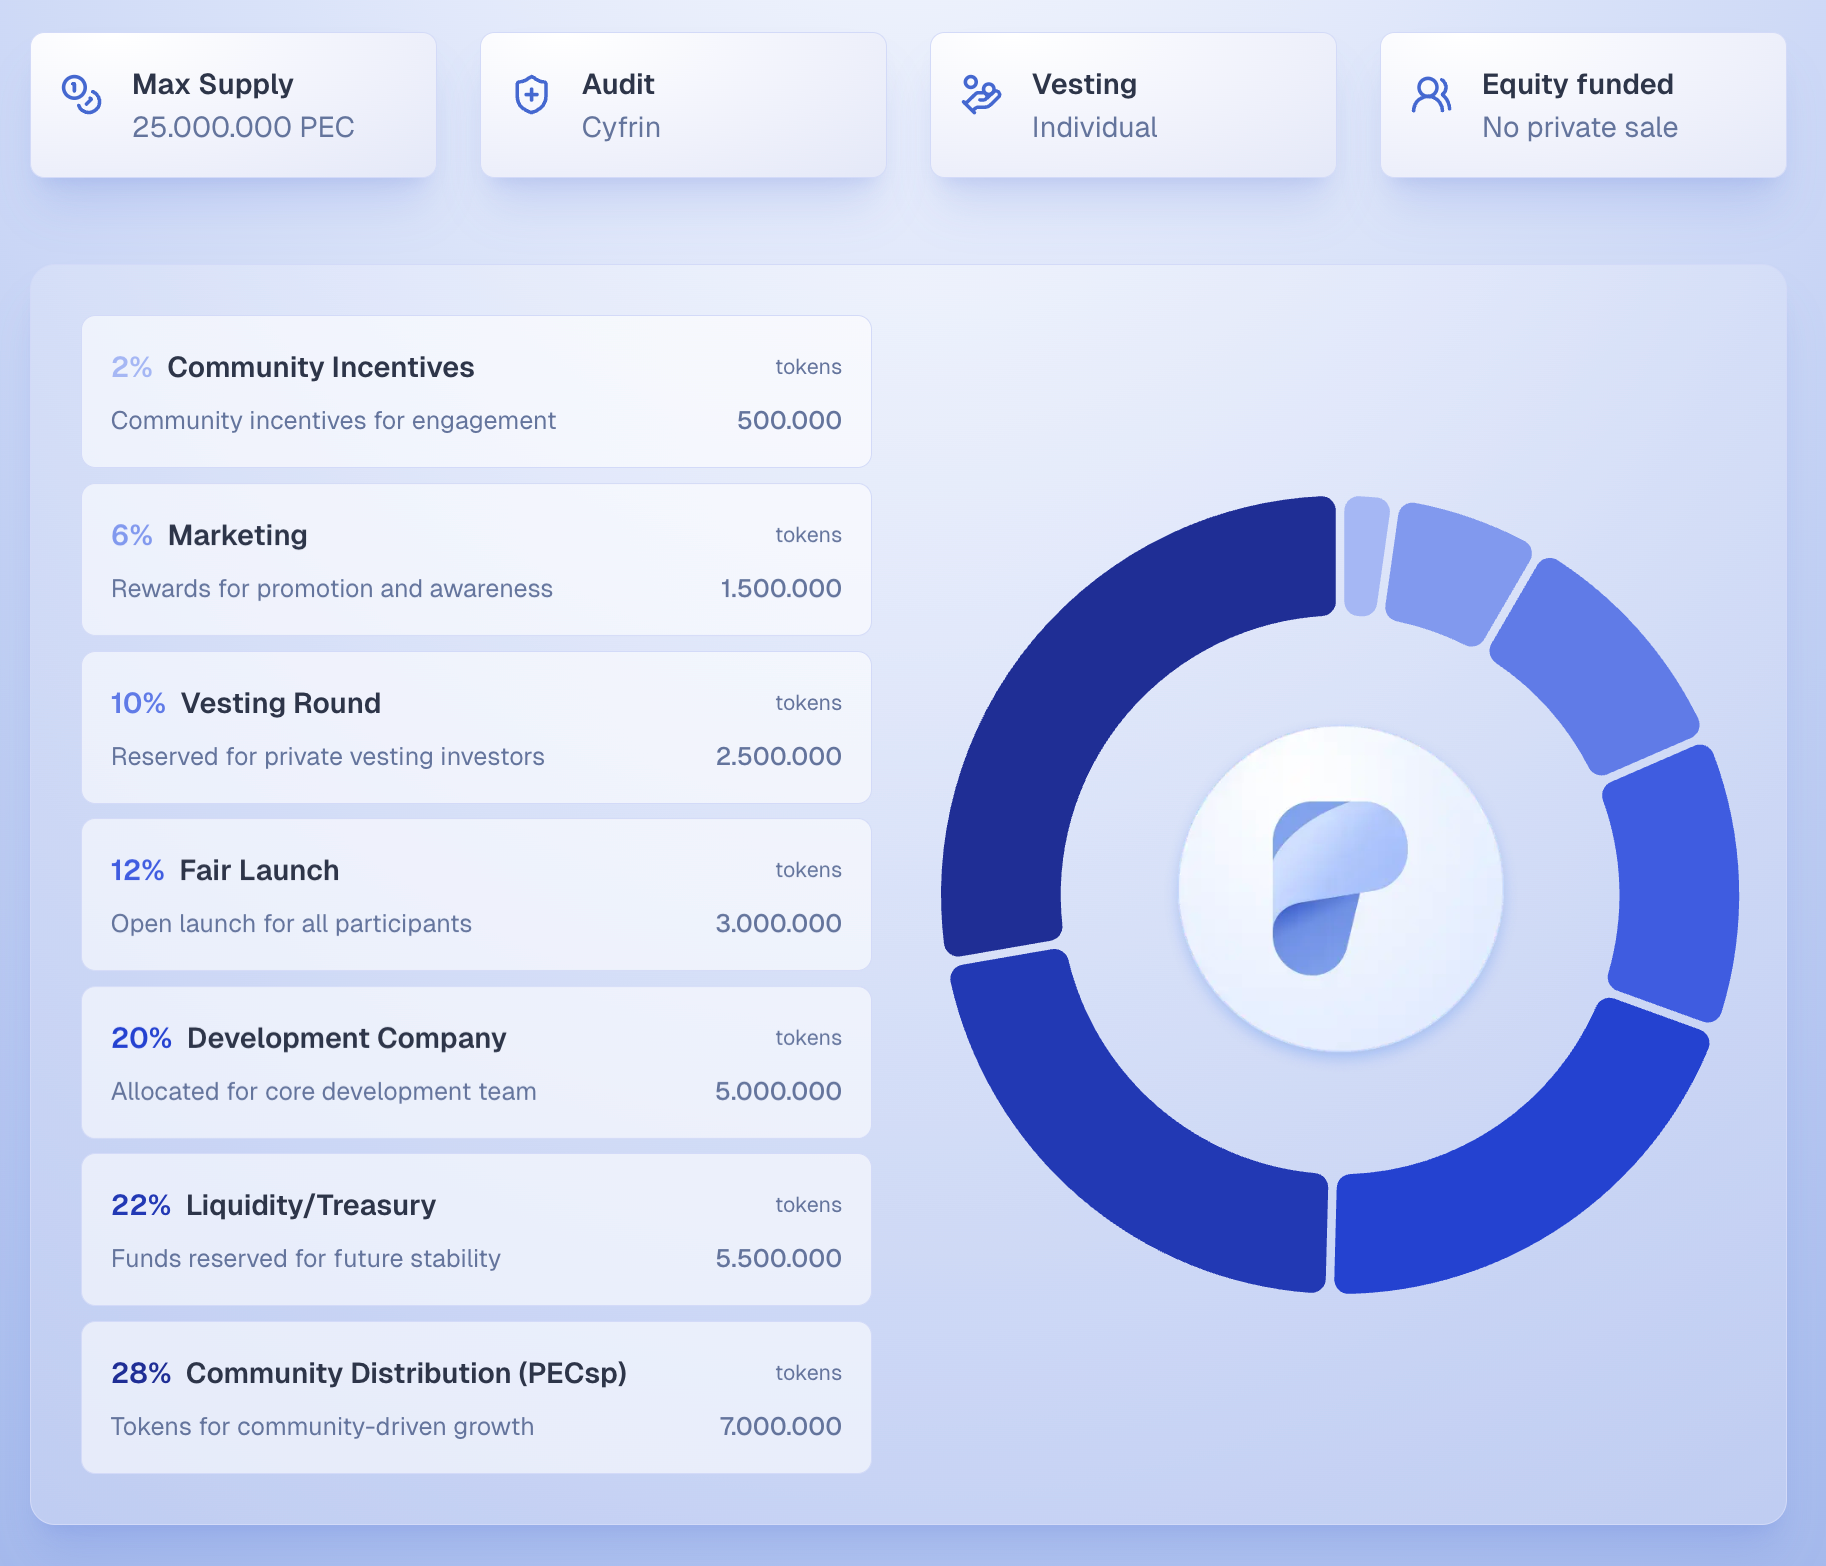 Max Supply
25.000.000 PEC
Audit
Cyfrin
Vesting
Individual
Equity funded
No private sale
2% Community Incentives tokens
Community incentives for engagement 500.000
6% Marketing tokens
Rewards for promotion and awareness 1.500.000
10% Vesting Round tokens
Reserved for private vesting investors 2.500.000
12% Fair Launch tokens
Open launch for all participants 3.000.000
20% Development Company tokens
Allocated for core development team 5.000.000
22% Liquidity/Treasury tokens
Funds reserved for future stability 5.500.000
28% Community Distribution (PECsp) tokens
Tokens for community-driven growth 7.000.000